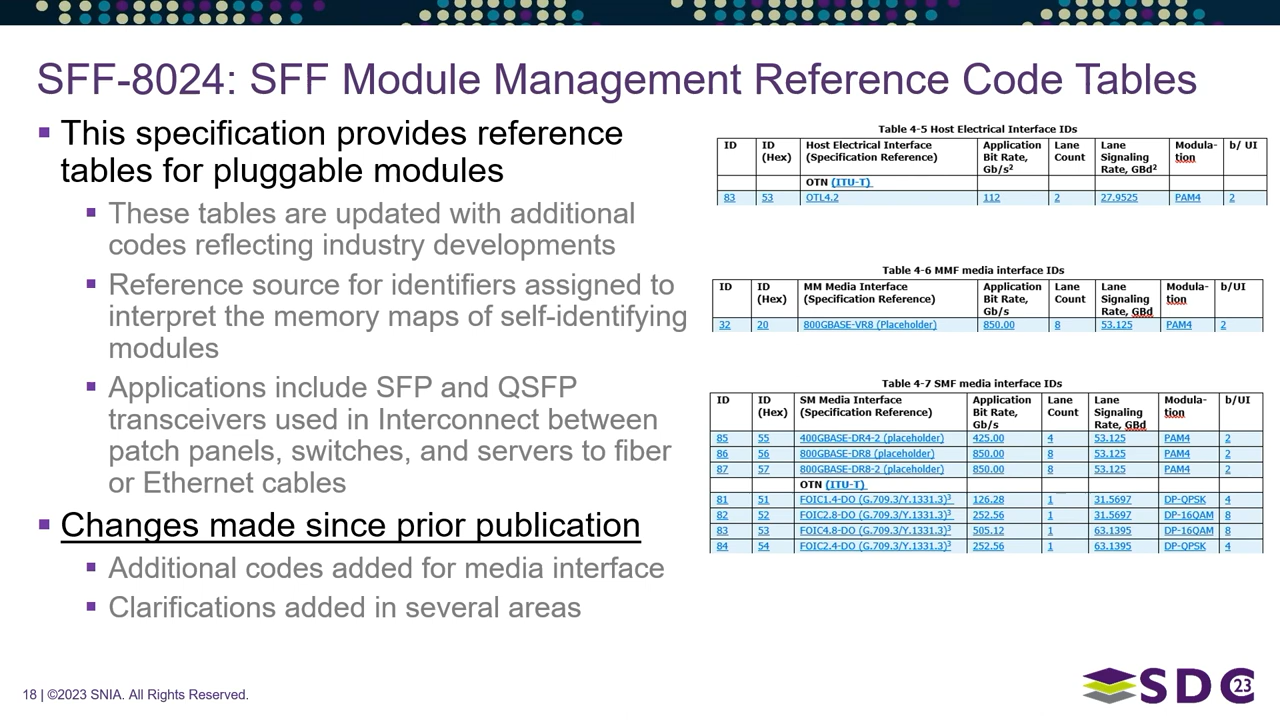 SFF-8024: SFF Module Management Reference Code Tables
▪ This specification provides reference
tables for pluggable modules
▪ These tables are updated with additional
codes reflecting industry developments
▪ Reference source for identifiers assigned to
interpret the memory maps of self-identifying
modules
▪ Applications include SFP and QSFP
transceivers used in Interconnect between
patch panels, switches, and servers to fiber
or Ethernet cables
▪ Changes made since prior publication
▪ Additional codes added for media interface
▪ Clarifications added in several areas
Table 4-5 Host Electrical Interface IDs
ID ID Host Electrical Interface Application Lane Lane Modula- b/ UI
(Hex) (Specification Reference) Bit Rate, Count Signaling tion
Gb/s2 Rate, GBd2
OTN (ITU-T)
83 53 OTL4.2 112 2 27.9525 PAM4 2
Table 4-6 MMF media interface IDs
ID ID MM Media Interface Application Lane Lane Modula- b/UI
(Hex) (Specification Reference) Bit Rate, Count Signaling tion
Gb/s Rate, GBd
32 20 800GBASE-VR8 (Placeholder) 850.00 8 53.125 PAM4 2
Table 4-7 SMF media interface IDs
ID ID SM Media Interface Application Lane Lane Modula- b/UI
(Hex) (Specification Reference) Bit Rate, Count Signaling tion
Gb/s Rate, GBd
85 55 400GBASE-DR4-2 (placeholder) 425.00 4 53.125 PAM4 2
86 56 800GBASE-DR8 (placeholder) 850.00 8 53.125 PAM4 2
87 57 800GBASE-DR8-2 (placeholder) 850.00 8 53.125 PAM4 2
OTN (ITU-T)
81 51 FOIC1.4-DO (G.709.3/Y.1331.3)3 126.28 1 31.5697 DP-QPSK 4
82 52 FOIC2.8-DO (G.709.3/Y.1331.3)3 252.56 1 31.5697 DP-16QAM 8
83 53 FOIC4.8-DO (G.709.3/Y.1331.3)3 505.12 1 63.1395 DP-16QAM 8
84 54 FOIC2.4-DO (G.709.3/Y.1331.3)3 252.56 1 63.1395 DP-QPSK 4
18 | ©2023 SNIA. All Rights Reserved.
SDC 23